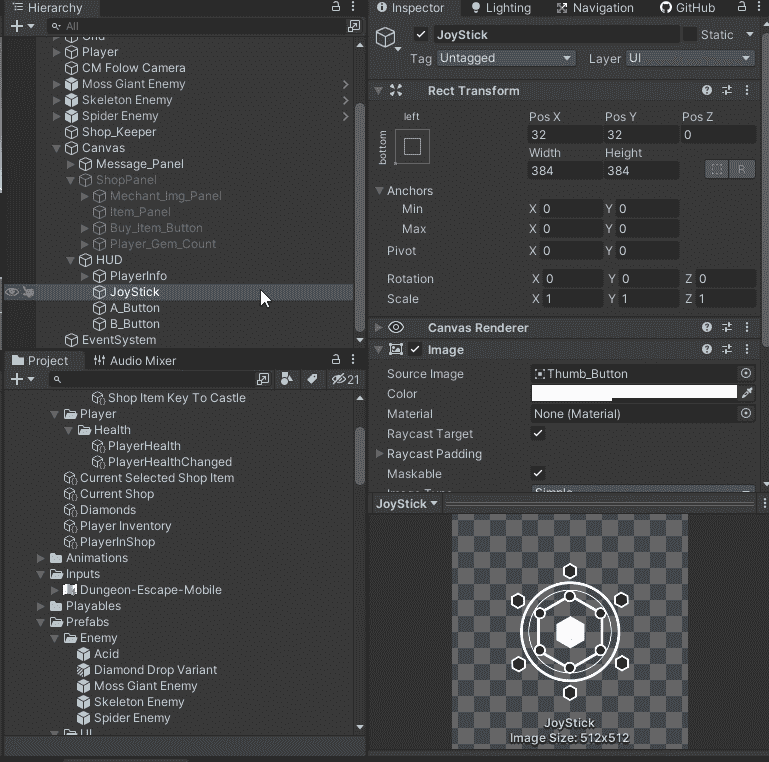 Hierarchy
All
Player
CM Folow Camera
Moss Giant Enemy
Skeleton Enemy
Spider Enemy
Shop_Keeper
Canvas
Message_Panel
ShopPanel
Mechant_Img_Panel
Item_Panel
Buy_Item_Button
Player_Gem_Count
HUD
PlayerInfo
JoyStick
A_Button
B_Button
EventSystem
Project Audio Mixer
21
Shop Item Key To Castle
Player
Health
PlayerHealth
PlayerHealthChanged
Current Selected Shop Item
Current Shop
Diamonds
Player Inventory
PlayerInShop
Animations
Inputs
Dungeon-Escape-Mobile
Playables
Prefabs
Enemy
Acid
Diamond Drop Variant
Moss Giant Enemy
Skeleton Enemy
Spider Enemy
UI
Inspector Lighting Navigation GitHub
JoyStick Static
Tag Untagged Layer UI
Rect Transform
left
bottom
Pos X Pos Y Pos Z
32 32 0
Width Height
384 384
R
Anchors
Min X 0 Y 0
Max X 0 Y 0
Pivot X 0 Y 0
Rotation X 0 Y 0 Z 0
Scale X 1 Y 1 Z 1
Canvas Renderer
Image
Source Image Thumb_Button
Color
Material None (Material)
Raycast Target
Raycast Padding
Maskable
Image Type Simple
JoyStick
JoyStick
Image Size: 512x512